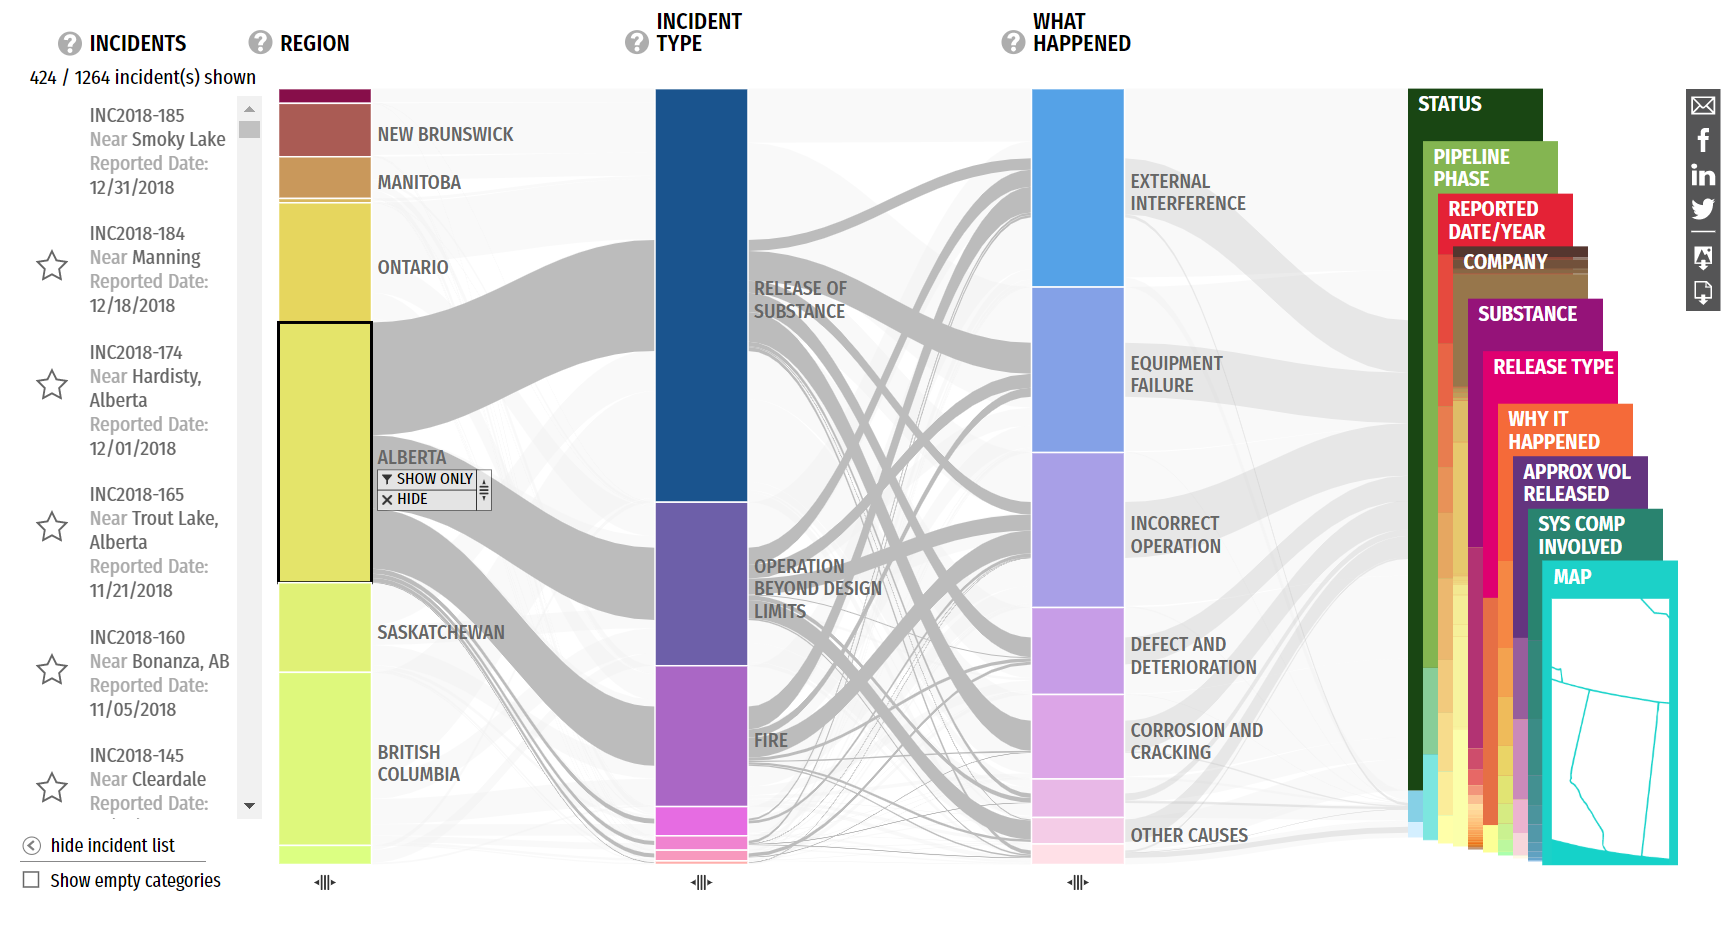 INCIDENTS
424 / 1264 incident(s) shown
INC2018-185
Near Smoky Lake
Reported Date:
12/31/2018
INC2018-184
Near Manning
Reported Date:
12/18/2018
INC2018-174
Near Hardisty,
Alberta
Reported Date:
12/01/2018
INC2018-165
Near Trout Lake,
Alberta
Reported Date:
11/21/2018
INC2018-160
Near Bonanza, AB
Reported Date:
11/05/2018
INC2018-145
Near Cleardale
Reported Date:
hide incident list
Show empty categories
REGION
NEW BRUNSWICK
MANITOBA
ONTARIO
ALBERTA
SHOW ONLY
HIDE
SASKATCHEWAN
BRITISH
COLUMBIA
INCIDENT
TYPE
RELEASE OF
SUBSTANCE
OPERATION
BEYOND DESIGN
LIMITS
FIRE
WHAT
HAPPENED
EXTERNAL
INTERFERENCE
EQUIPMENT
FAILURE
INCORRECT
OPERATION
DEFECT AND
DETERIORATION
CORROSION AND
CRACKING
OTHER CAUSES
STATUS
PIPELINE
PHASE
REPORTED
DATE/YEAR
COMPANY
SUBSTANCE
RELEASE TYPE
WHY IT
HAPPENED
APPROX VOL
RELEASED
SYS COMP
INVOLVED
MAP